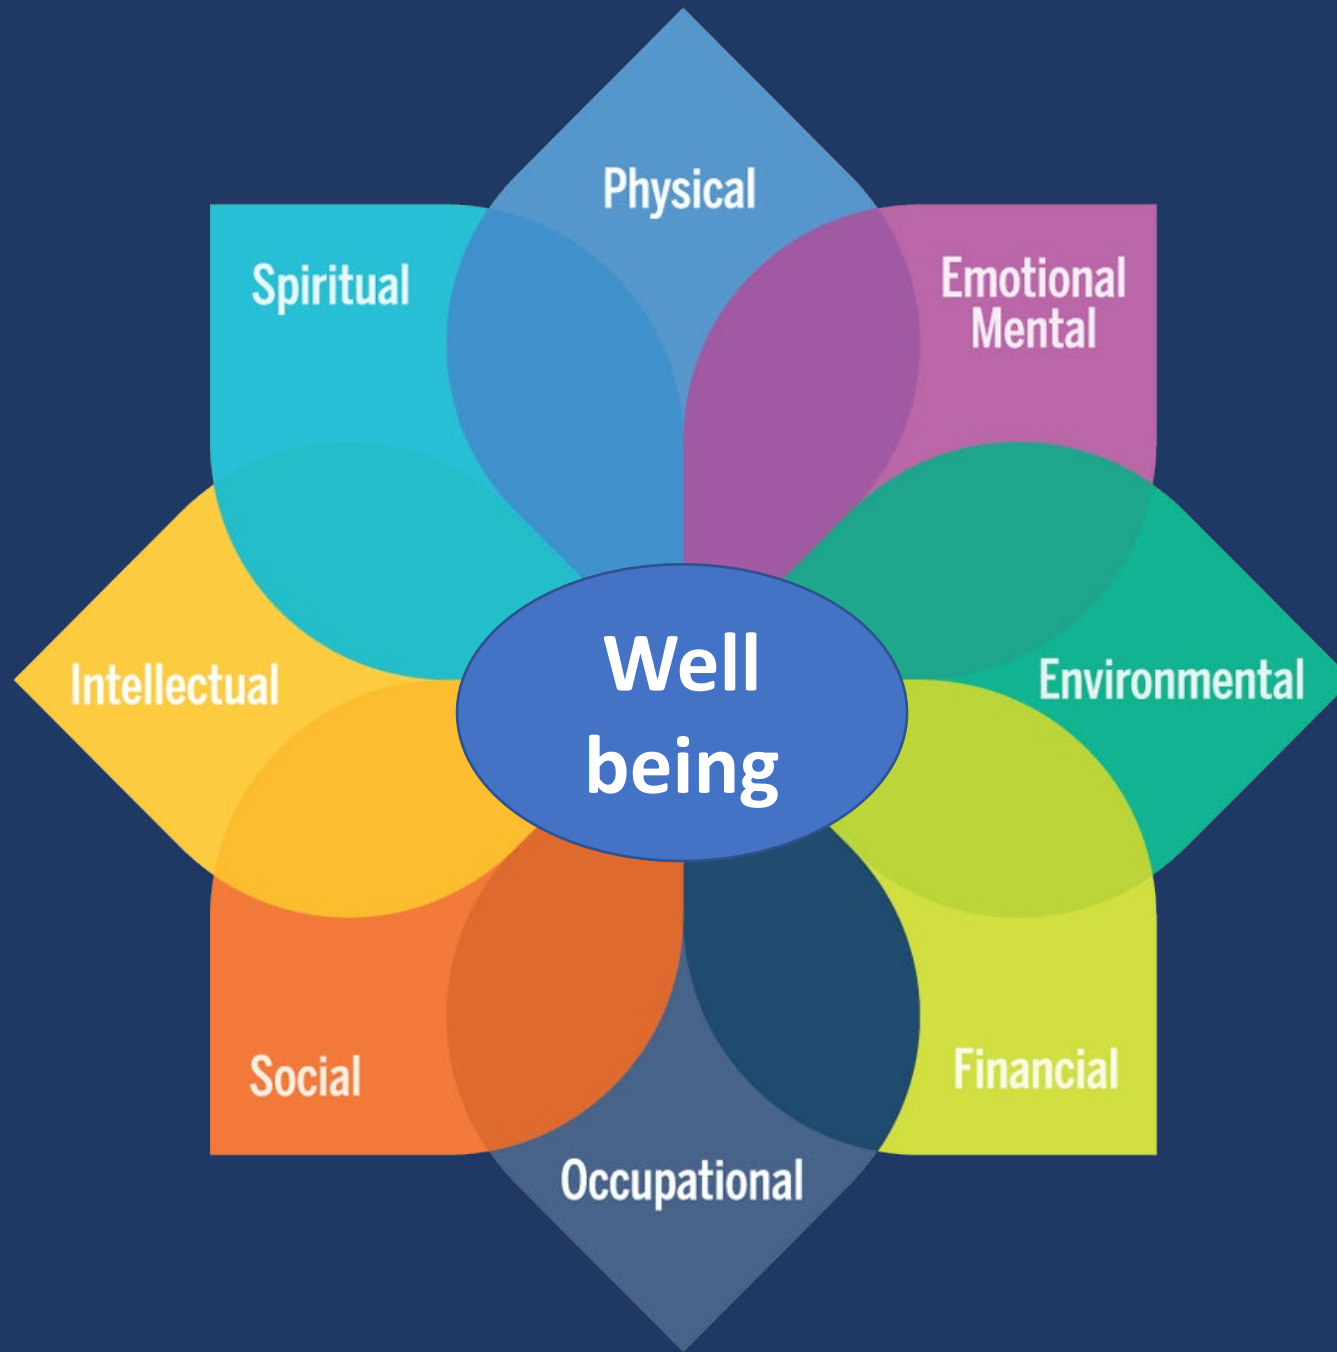 Physical
Spiritual
Emotional
Mental
Well
being
Intellectual
Environmental
Social
Financial
Occupational